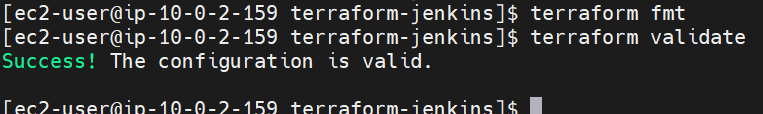 [ec2-user@ip-10-0-2-159 terraform-jenkins]$ terraform fmt
[ec2-user@ip-10-0-2-159 terraform-jenkins]$ terraform validate
Success! The configuration is valid.
[ec2-user@ip-10-0-2-159 terraform-jenkins]$